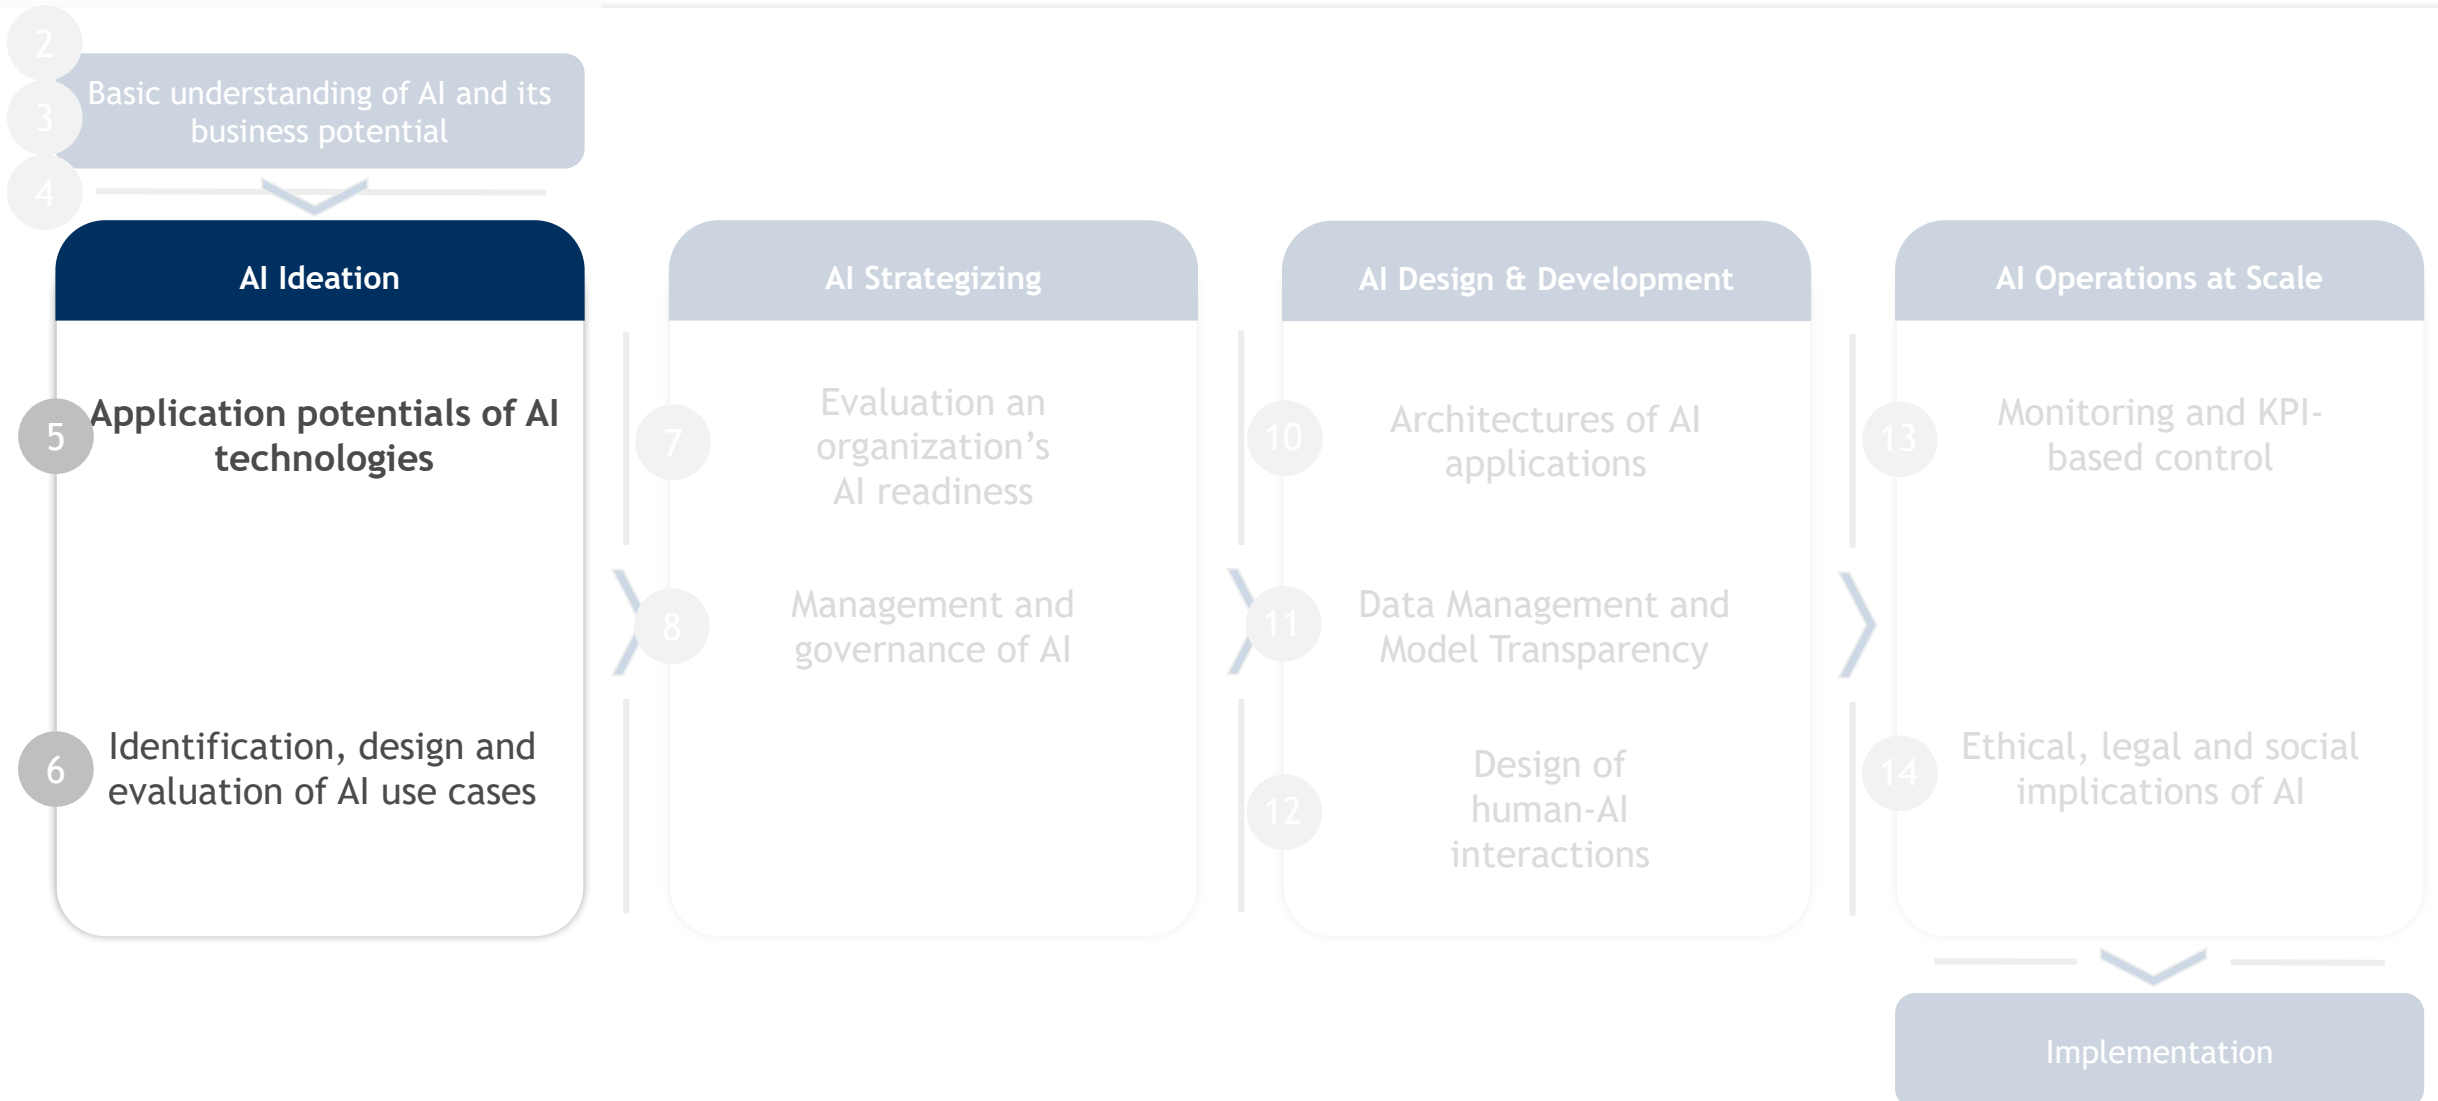 2
3
4
Basic understanding of AI and its
business potential
AI Ideation
5
Application potentials of AI
technologies
6
Identification, design and
evaluation of AI use cases
AI Strategizing
7
Evaluation an
organization’s
AI readiness
8
Management and
governance of AI
AI Design & Development
10
Architectures of AI
applications
11
Data Management and
Model Transparency
12
Design of
human-AI
interactions
AI Operations at Scale
13
Monitoring and KPI-
based control
14
Ethical, legal and social
implications of AI
Implementation